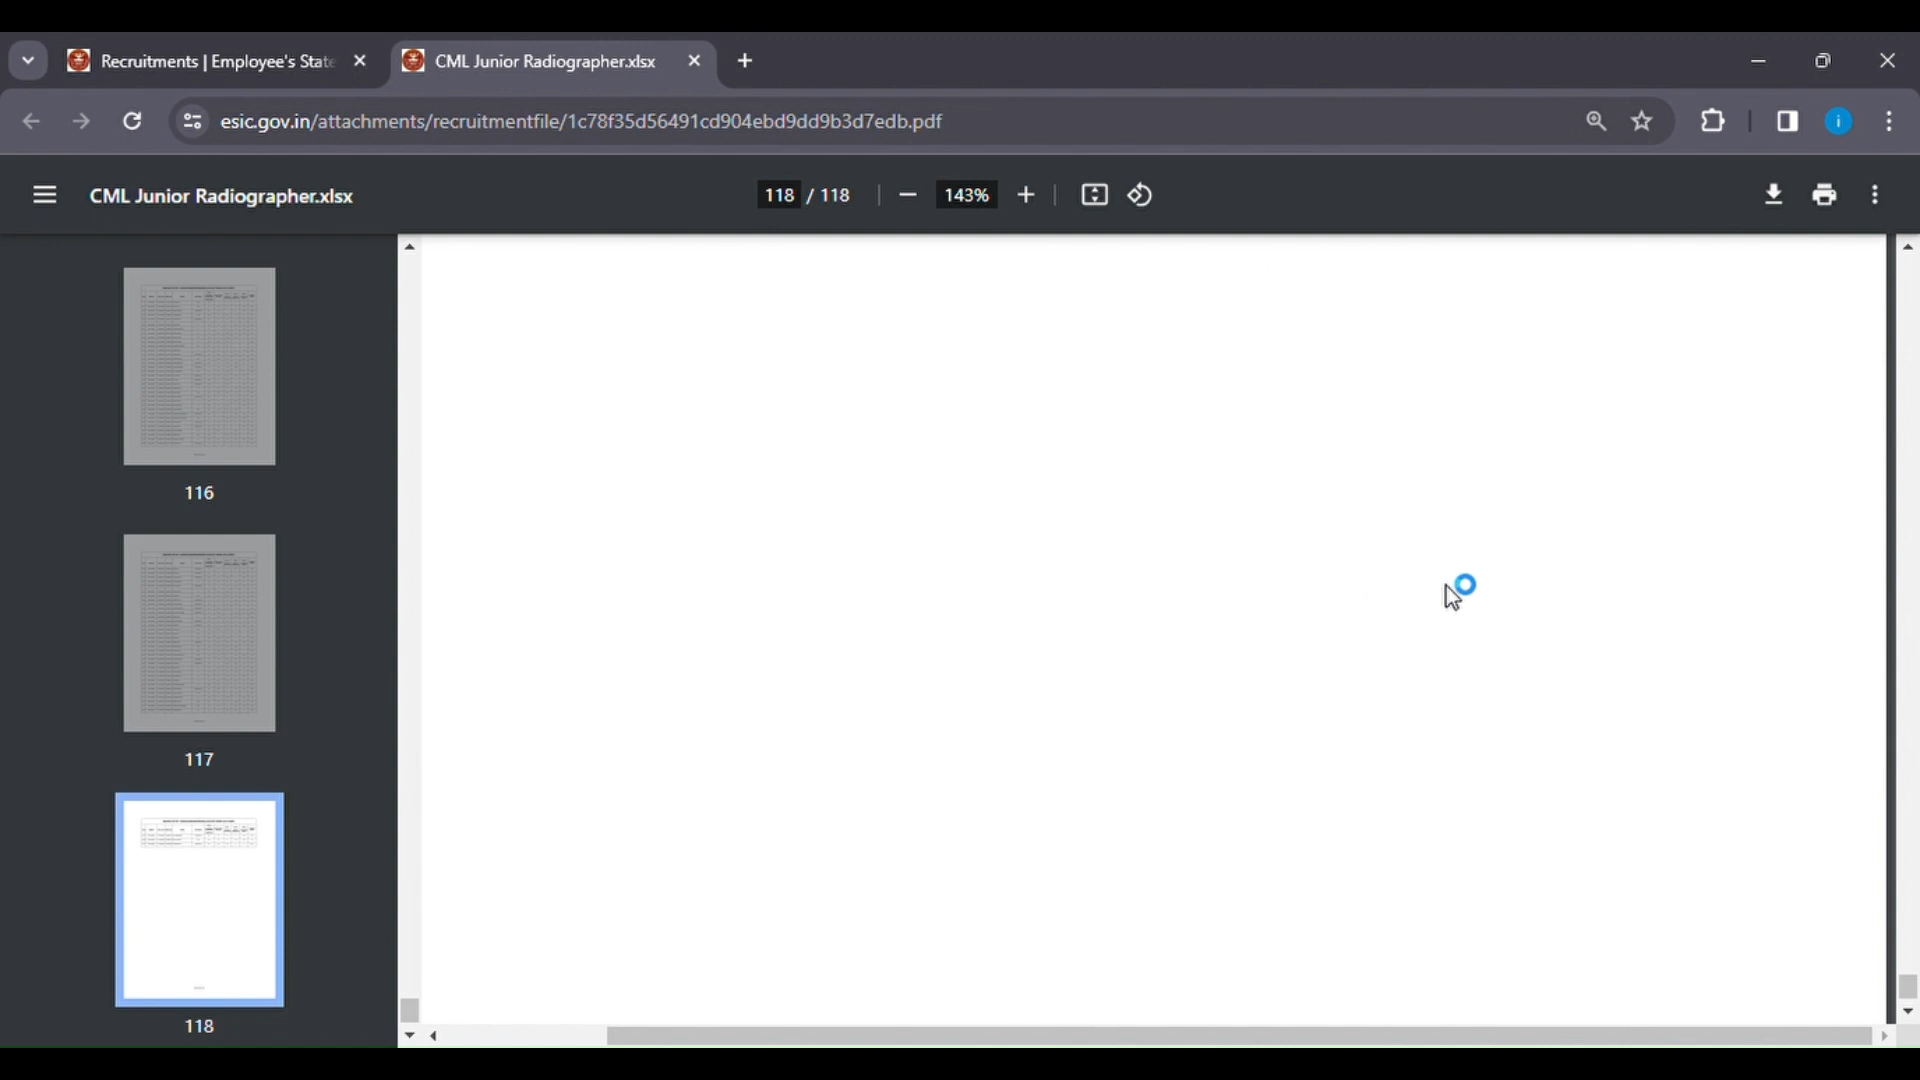 Recruitments | Employee's State
CML Junior Radiographer.xlsx
esic.gov.in/attachments/recruitmentfile/1c78f35d56491cd904ebd9dd9b3d7edb.pdf
i
CML Junior Radiographer.xlsx
118 / 118
143%
116
117
118